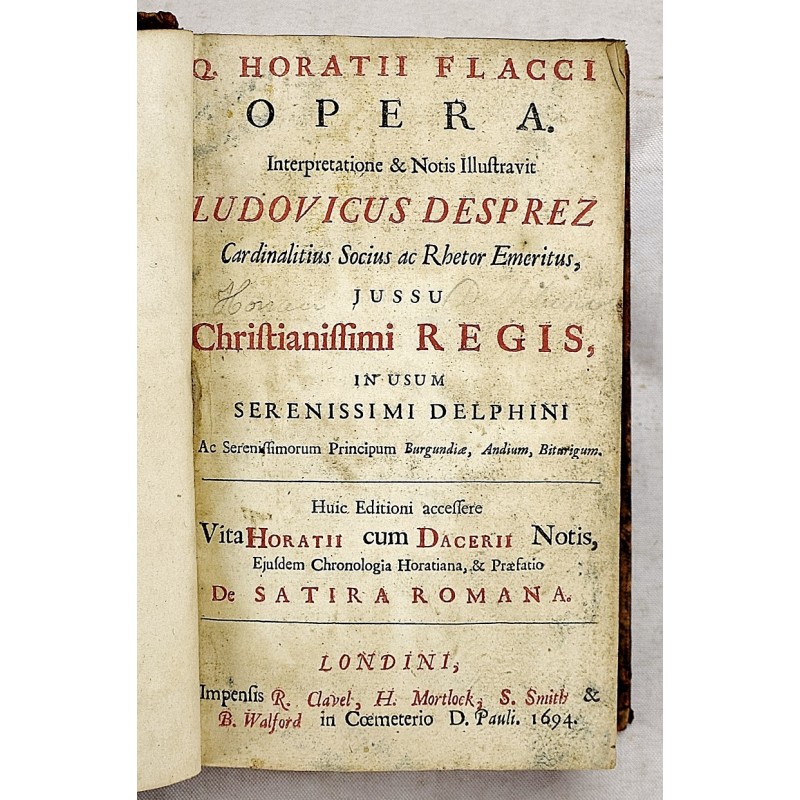 Q. HORATII FLACCI
OPERA.
Interpretatione & Notis Illuſtravit
LUDOVICUS DESPREZ
Cardinalitius Socius ac Rhetor Emeritus,
JUSSU
Chriſtianiſſimi REGIS,
IN USUM
SERENISSIMI DELPHINI
Ac Sereniſſimorum Principum Burgundiæ, Andium, Biturigum.
Huic Editioni acceſſere
Vita HORATII cum DACERII Notis,
Ejuſdem Chronologia Horatiana, & Præfatio
De SATIRA ROMANA.
LONDINI,
Impenſis R. Clavel, H. Mortlock, S. Smith &
B. Walford in Cœmeterio D. Pauli. 1694.